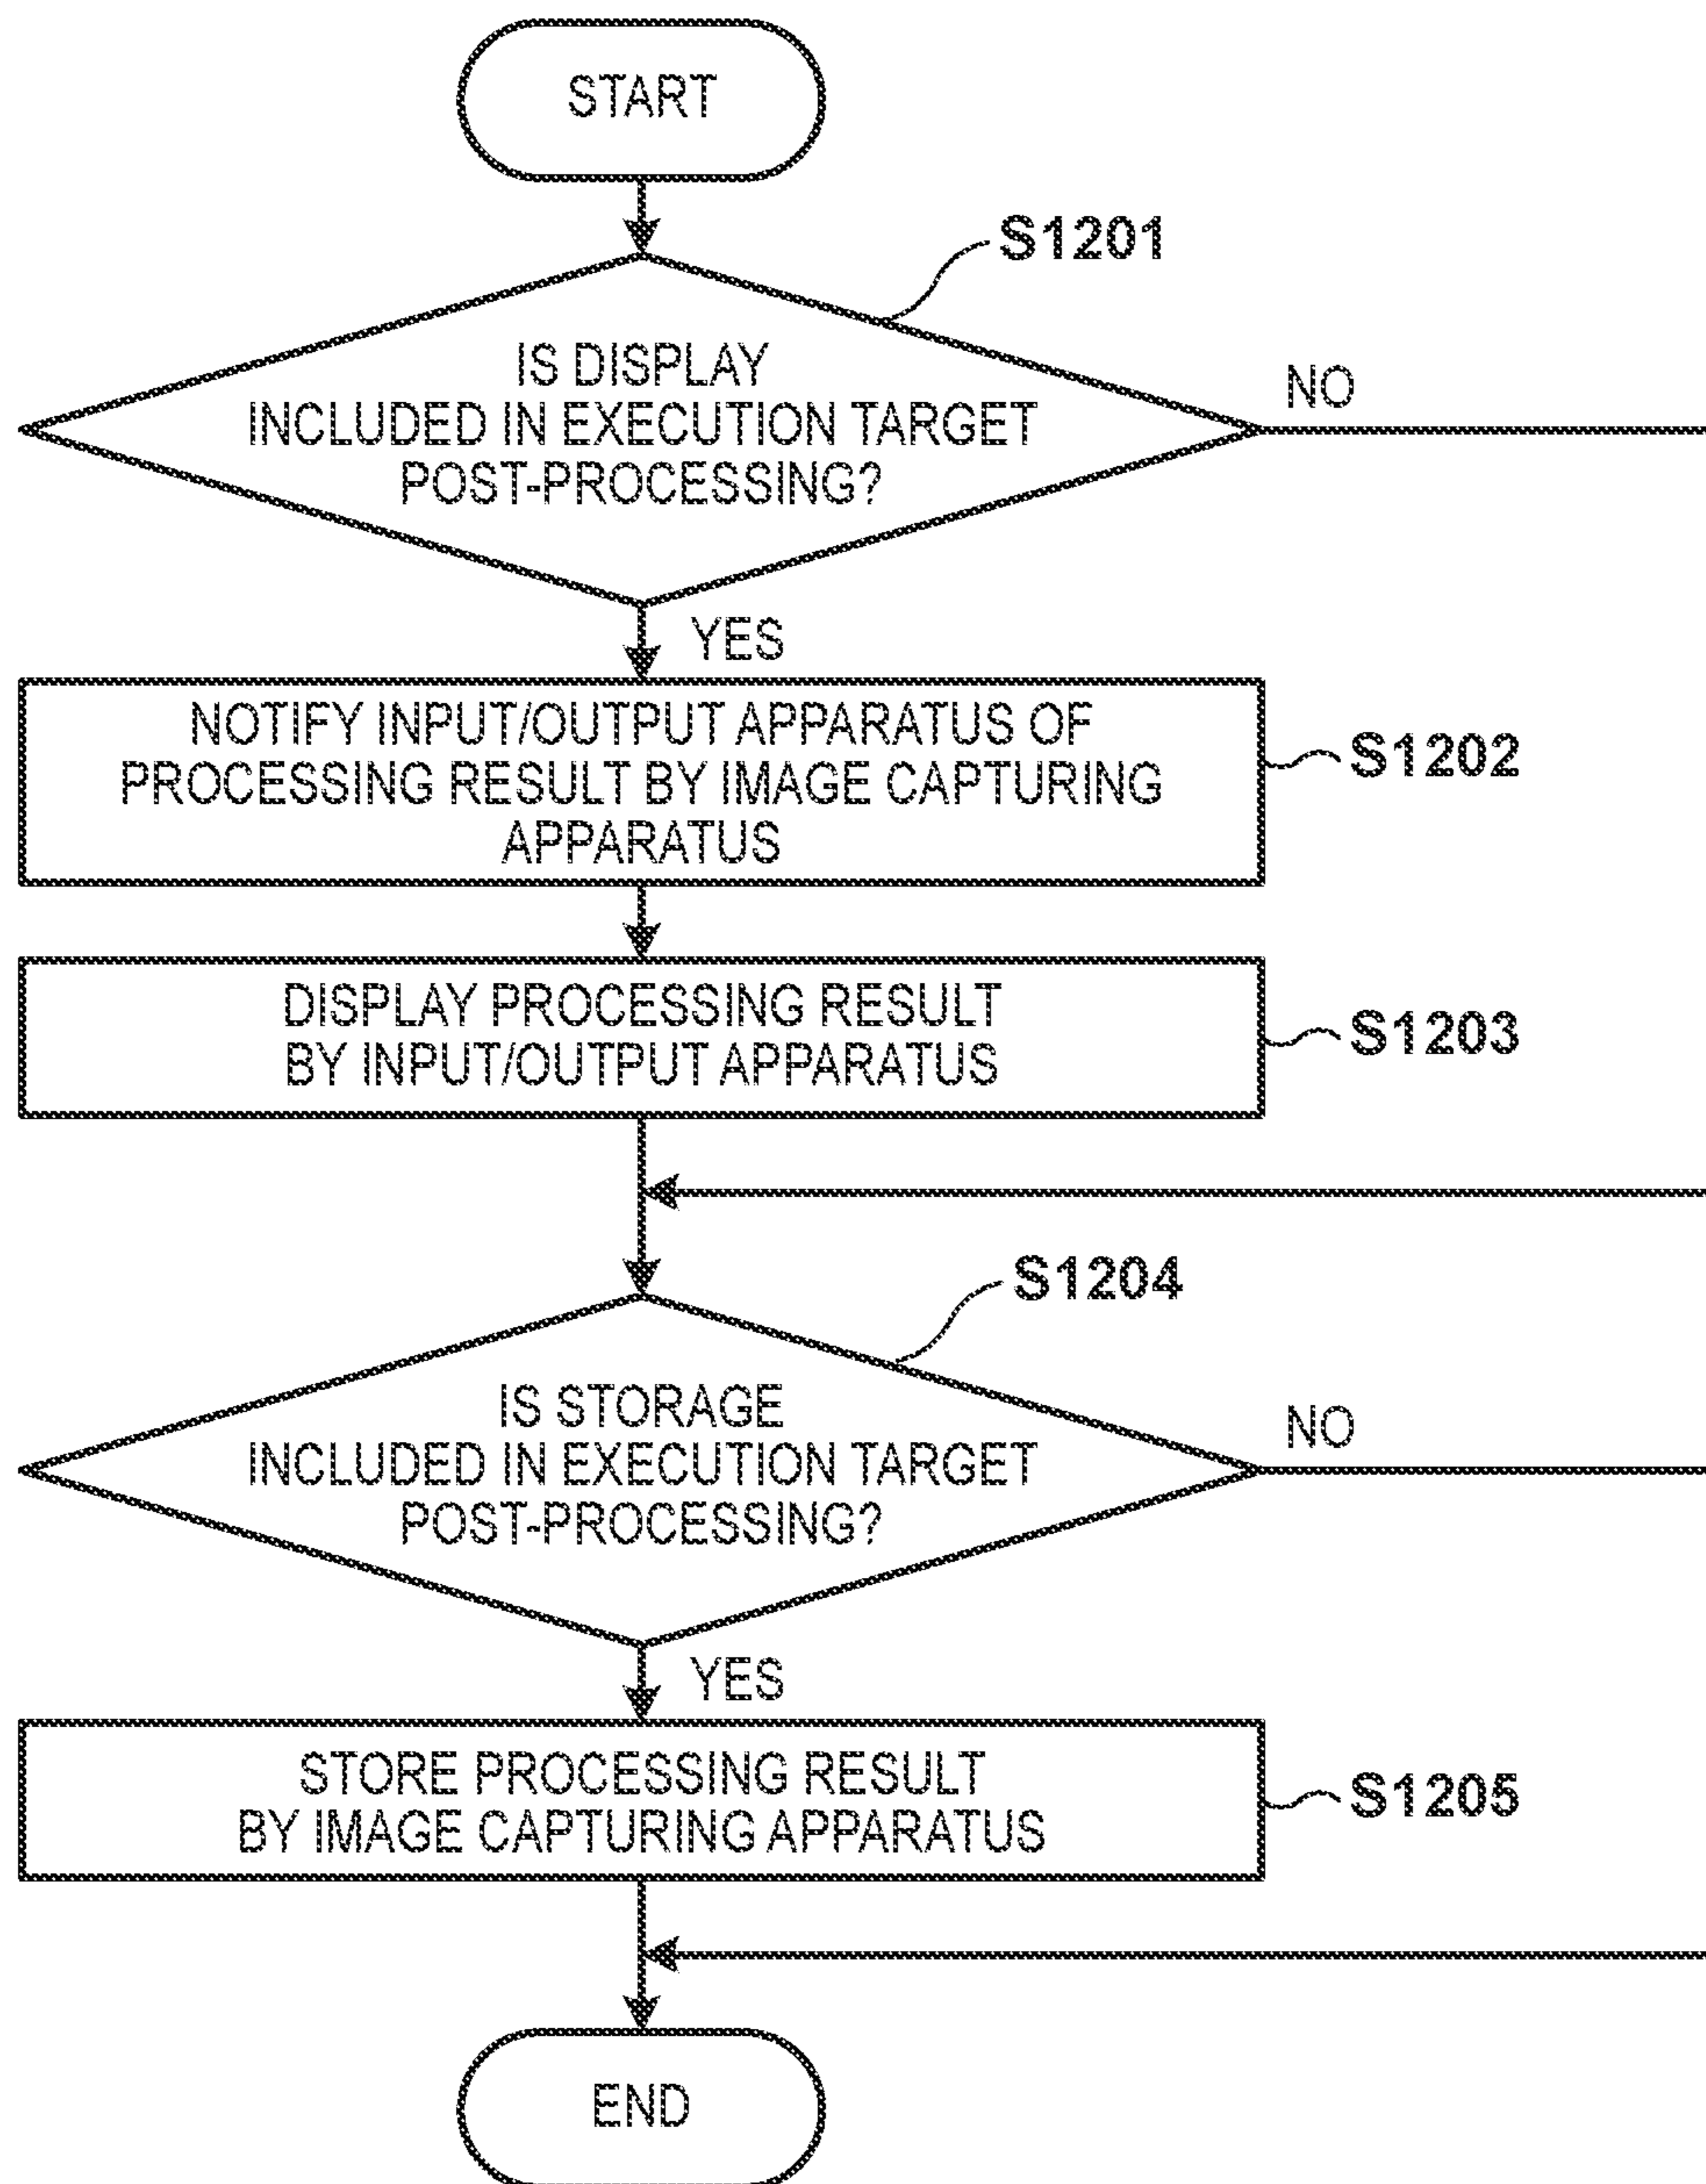 START
S1201
IS DISPLAY
INCLUDED IN EXECUTION TARGET
POST-PROCESSING?
NO
YES
NOTIFY INPUT/OUTPUT APPARATUS OF
PROCESSING RESULT BY IMAGE CAPTURING
APPARATUS
S1202
DISPLAY PROCESSING RESULT
BY INPUT/OUTPUT APPARATUS
S1203
S1204
IS STORAGE
INCLUDED IN EXECUTION TARGET
POST-PROCESSING?
NO
YES
STORE PROCESSING RESULT
BY IMAGE CAPTURING APPARATUS
S1205
END